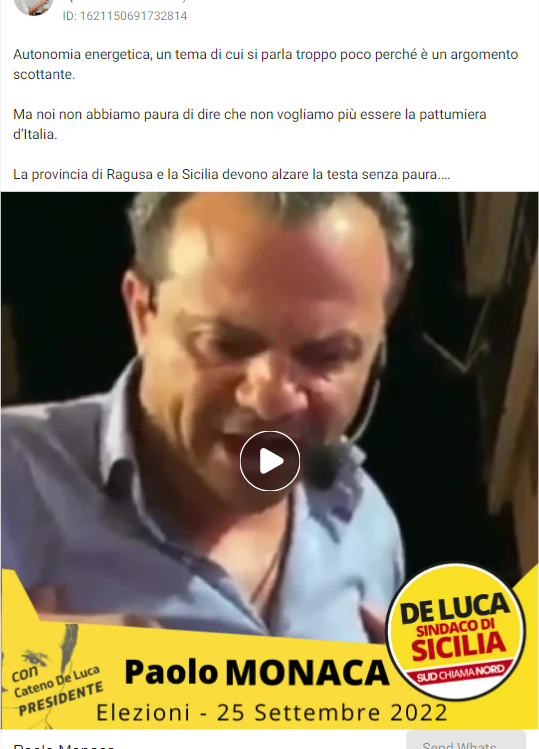 ID: 1621150691732814
Autonomia energetica, un tema di cui si parla troppo poco perché è un argomento
scottante.
Ma noi non abbiamo paura di dire che non vogliamo più essere la pattumiera
d'Italia.
La provincia di Ragusa e la Sicilia devono alzare la testa senza paura....
DE LUCA
SINDACO DI
SICILIA
SUD CHIAMA NORD
con
Cateno De Luca
PRESIDENTE
Paolo MONACA
Elezioni - 25 Settembre 2022
Paolo Monaca
Send Whats